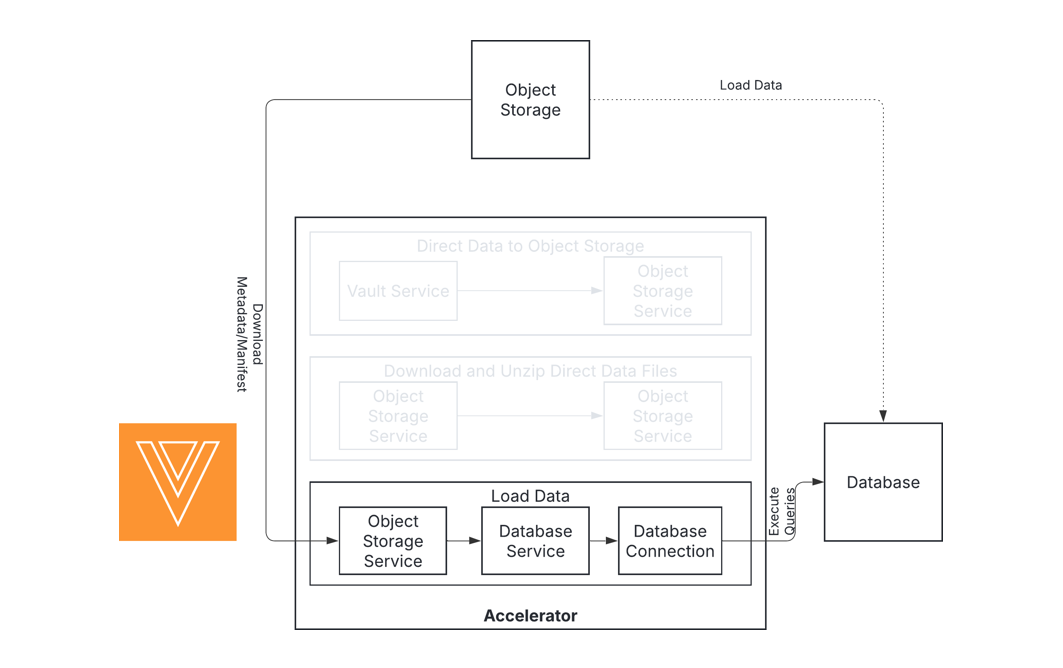 Object
Storage
Load Data
Direct Data to Object Storage
Vault Service
Object
Storage
Service
Download
Metadata/Manifest
Download and Unzip Direct Data Files
Object
Storage
Service
Object
Storage
Service
Load Data
Object
Storage
Service
Database
Service
Database
Connection
Execute
Queries
Database
Accelerator